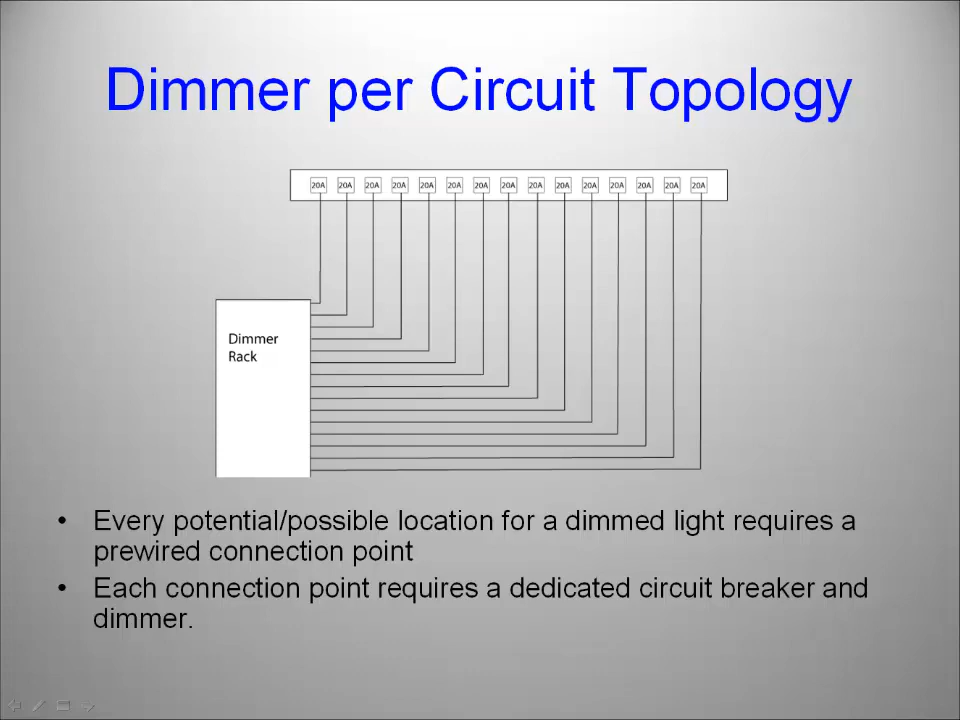 Dimmer per Circuit Topology
20A 20A 20A 20A 20A 20A 20A 20A 20A 20A 20A 20A 20A 20A 20A
Dimmer
Rack
• Every potential/possible location for a dimmed light requires a
prewired connection point
• Each connection point requires a dedicated circuit breaker and
dimmer.